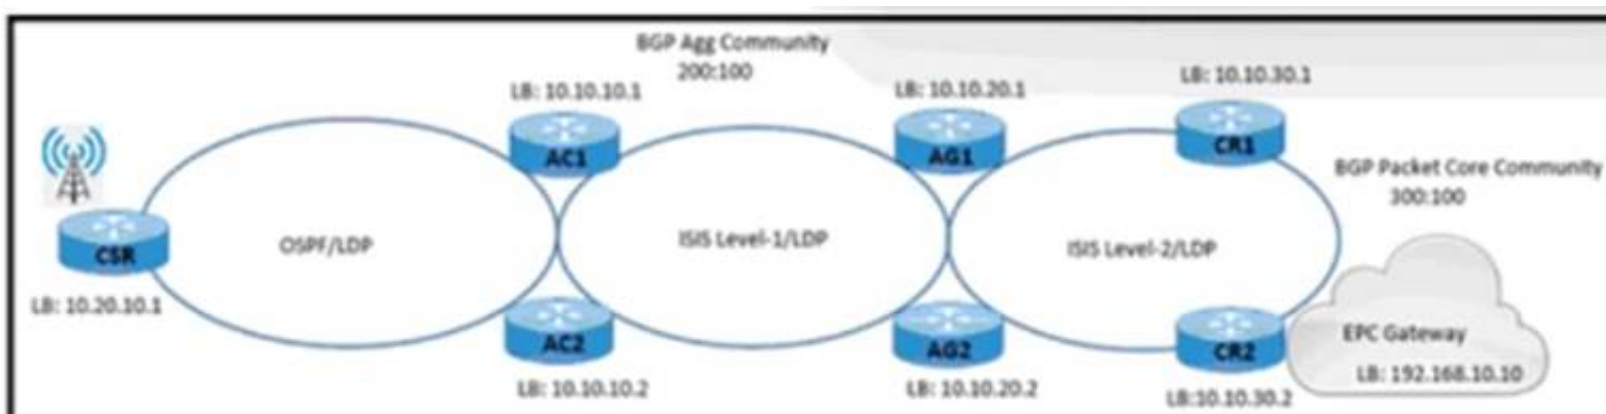 BGP Agg Community
200:100
LB: 10.10.10.1
LB: 10.10.20.1
LB: 10.10.30.1
AC1
AG1
CR1
BGP Packet Core Community
300:100
CSR
OSPF/LDP
ISIS Level-1/LDP
ISIS Level-2/LDP
LB: 10.20.10.1
AC2
AG2
CR2
EPC Gateway
LB: 192.168.10.10
LB: 10.10.10.2
LB: 10.10.20.2
LB:10.10.30.2